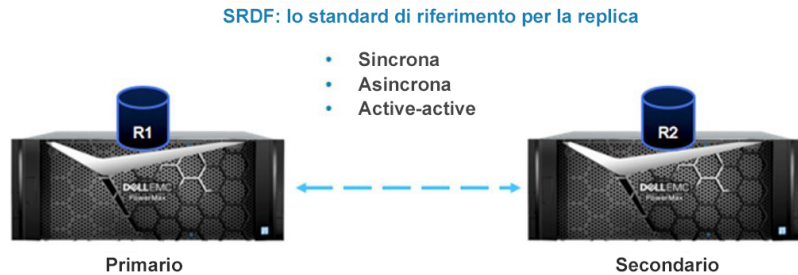 SRDF: lo standard di riferimento per la replica
• Sincrona
• Asincrona
• Active-active
R1
R2
DELLEMC
PowerMax
DELLEMC
PowerMax
Primario
Secondario